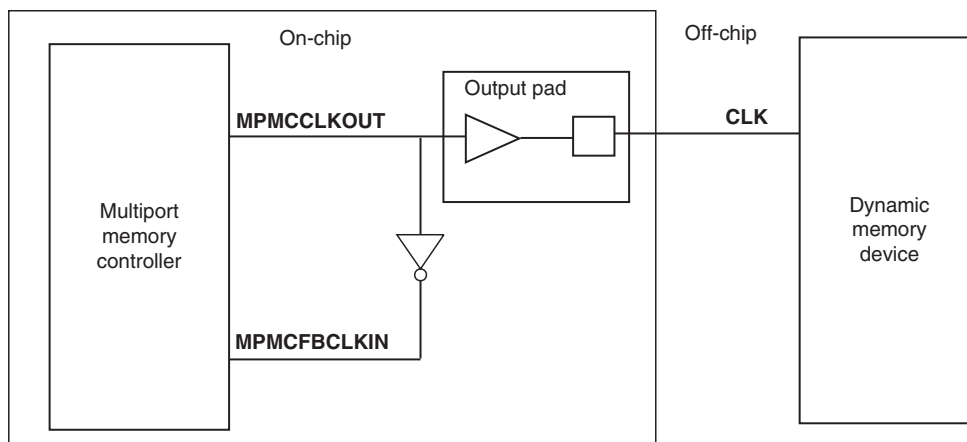 On-chip
Off-chip
Output pad
MPMCCLKOUT
CLK
Multiport
memory
controller
Dynamic
memory
device
MPMCFBCLKIN